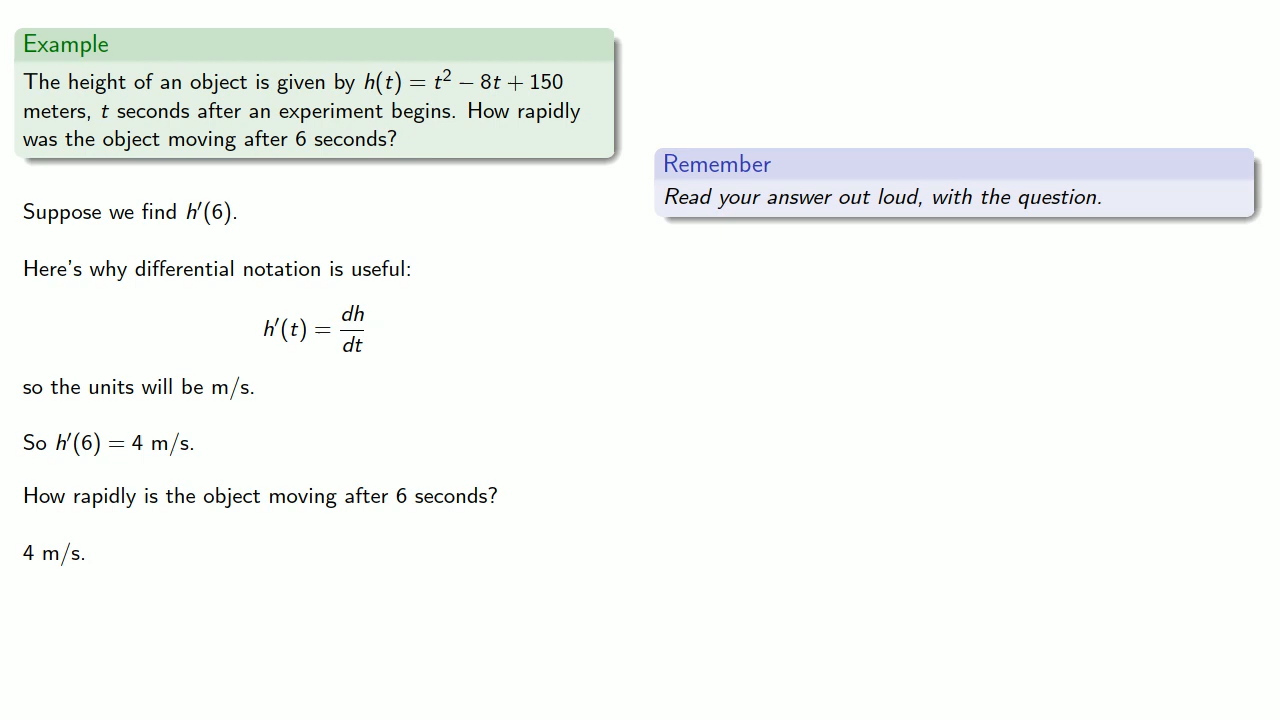 Example
The height of an object is given by h(t) = t² − 8t + 150
meters, t seconds after an experiment begins. How rapidly
was the object moving after 6 seconds?
Suppose we find h′(6).
Here's why differential notation is useful:
h′(t) = dh/dt
so the units will be m/s.
So h′(6) = 4 m/s.
How rapidly is the object moving after 6 seconds?
4 m/s.
Remember
Read your answer out loud, with the question.